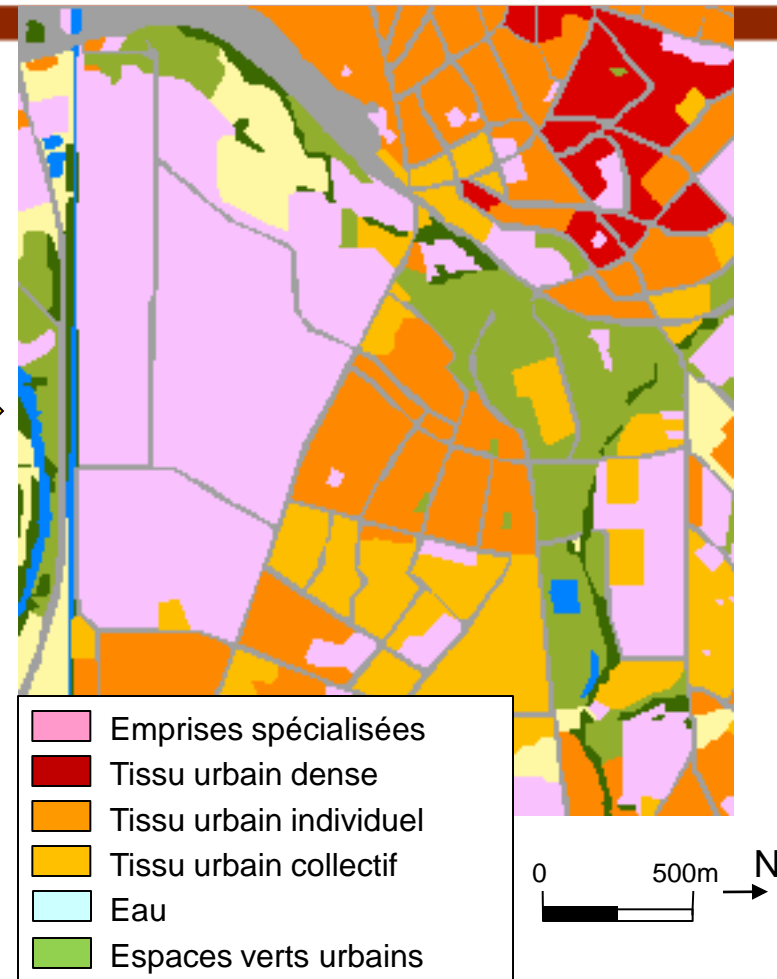 Emprises spécialisées
Tissu urbain dense
Tissu urbain individuel
Tissu urbain collectif
Eau
Espaces verts urbains
0 500m N